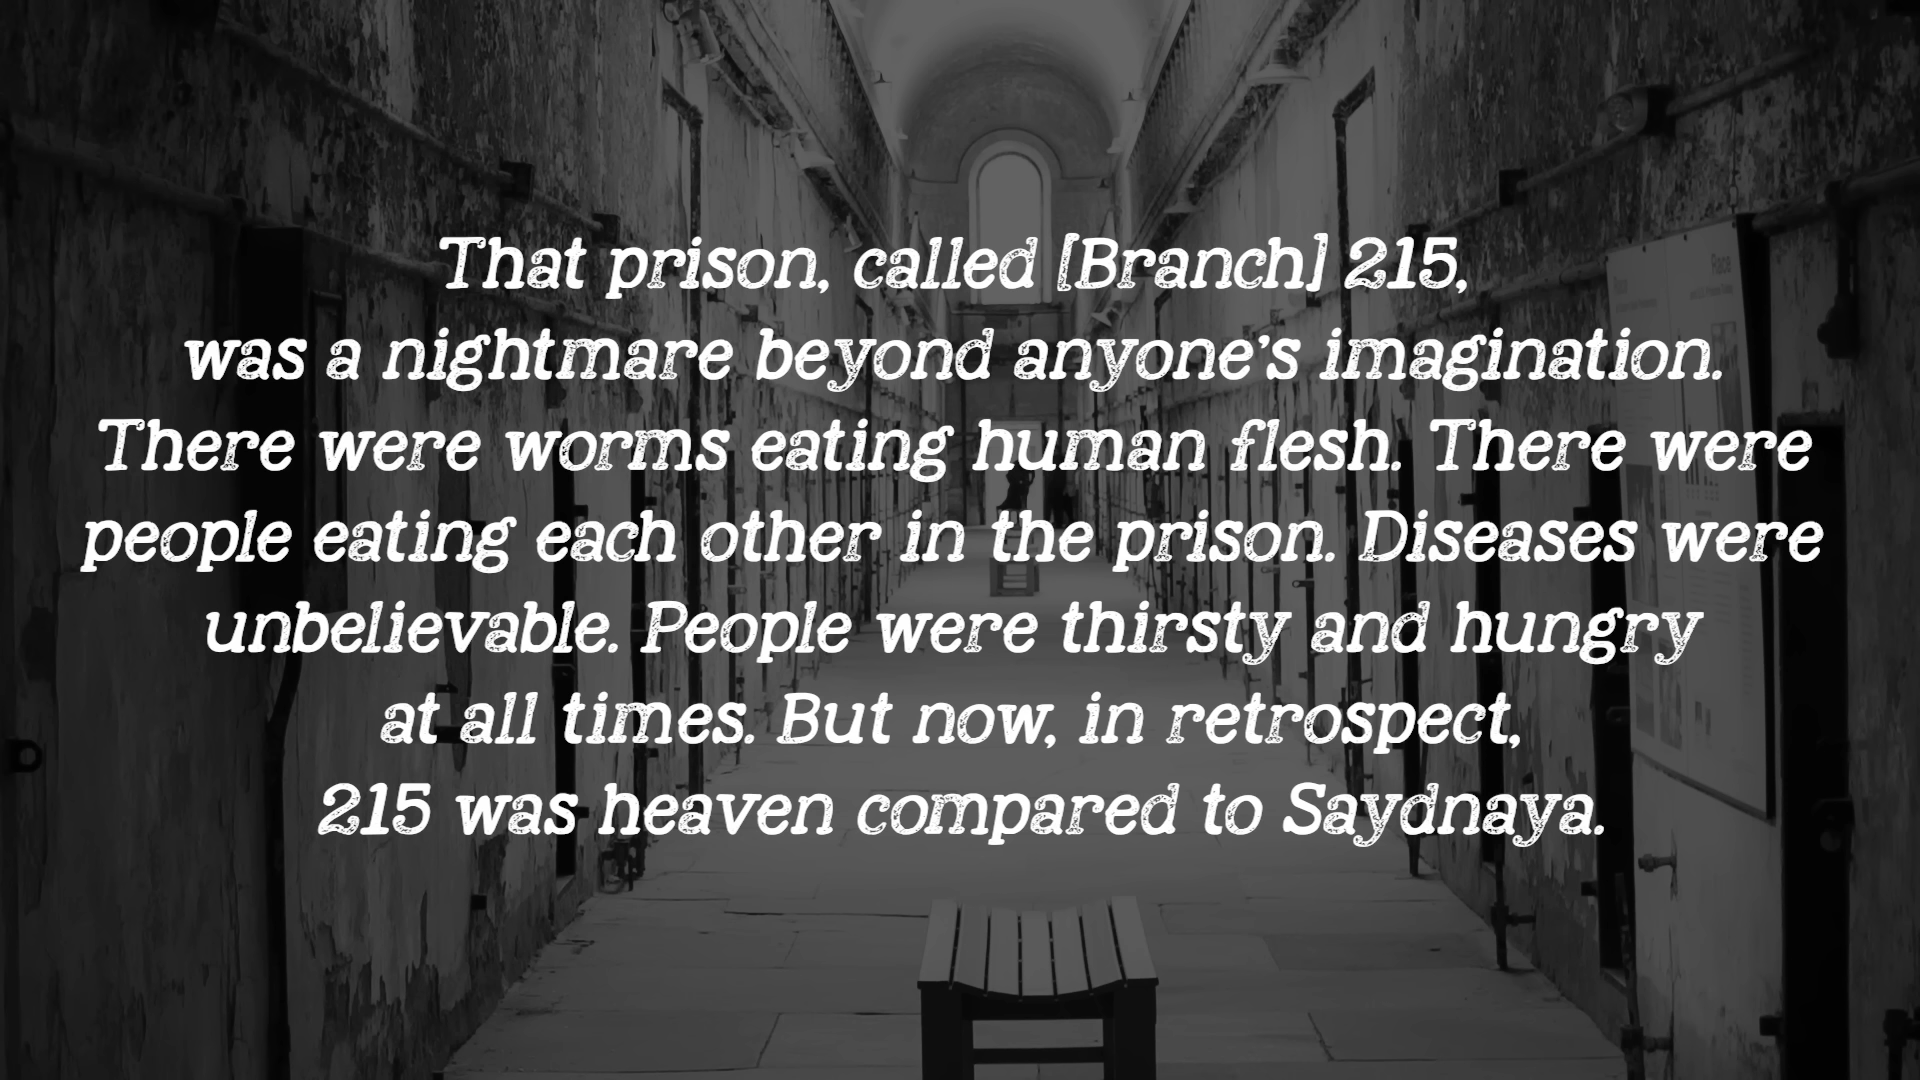 That prison, called [Branch] 215,
was a nightmare beyond anyone’s imagination.
There were worms eating human flesh. There were
people eating each other in the prison. Diseases were
unbelievable. People were thirsty and hungry
at all times. But now, in retrospect,
215 was heaven compared to Saydnaya.
Race